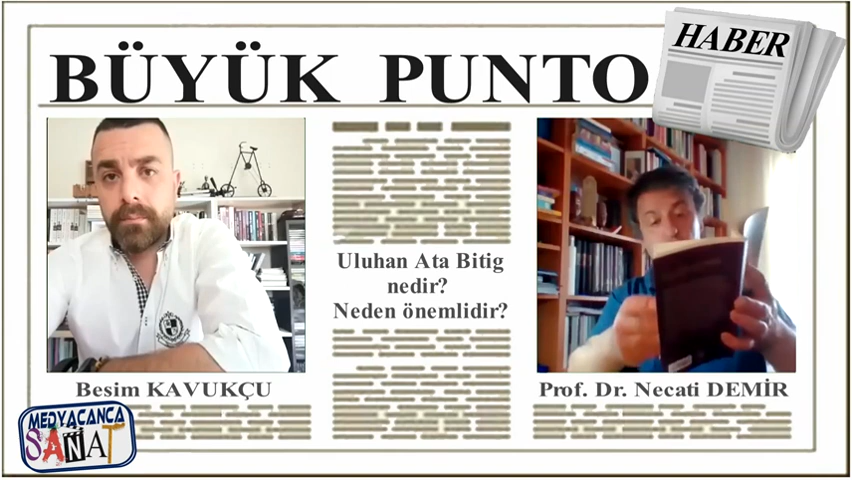 BÜYÜK PUNTO
HABER
Uluhan Ata Bitig
nedir?
Neden önemlidir?
Besim KAVUKÇU
Prof. Dr. Necati DEMİR
MEDYACANCA
SANAT